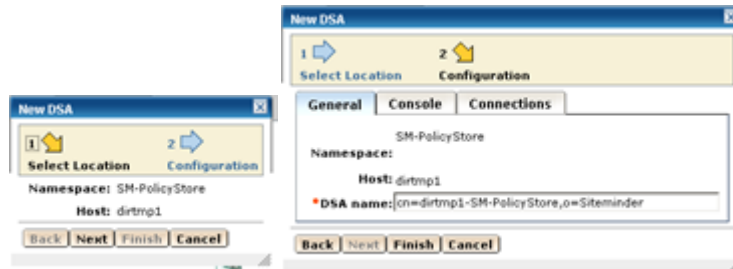 New DSA
1
Select Location
2
Configuration
Namespace: SM-PolicyStore
Host: dirtmp1
Back Next Finish Cancel
New DSA
1
Select Location
2
Configuration
General Console Connections
SM-PolicyStore
Namespace:
Host: dirtmp1
*DSA name: cn=dirtmp1-SM-PolicyStore,o=Siteminder
Back Next Finish Cancel